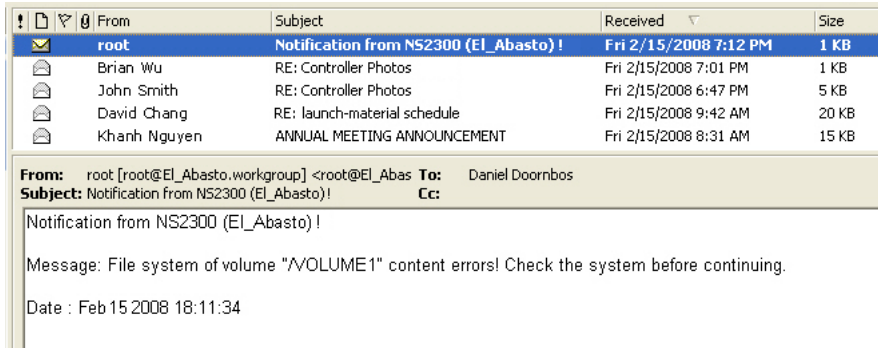 ! From Subject Received Size
root Notification from NS2300 (El_Abasto) ! Fri 2/15/2008 7:12 PM 1 KB
Brian Wu RE: Controller Photos Fri 2/15/2008 7:01 PM 1 KB
John Smith RE: Controller Photos Fri 2/15/2008 6:47 PM 5 KB
David Chang RE: launch-material schedule Fri 2/15/2008 9:42 AM 20 KB
Khanh Nguyen ANNUAL MEETING ANNOUNCEMENT Fri 2/15/2008 8:31 AM 15 KB
From: root [root@El_Abasto.workgroup] <root@El_Abas To: Daniel Doornbos
Subject: Notification from NS2300 (El_Abasto) ! Cc:
Notification from NS2300 (El_Abasto) !
Message: File system of volume "/VOLUME1" content errors! Check the system before continuing.
Date : Feb 15 2008 18:11:34